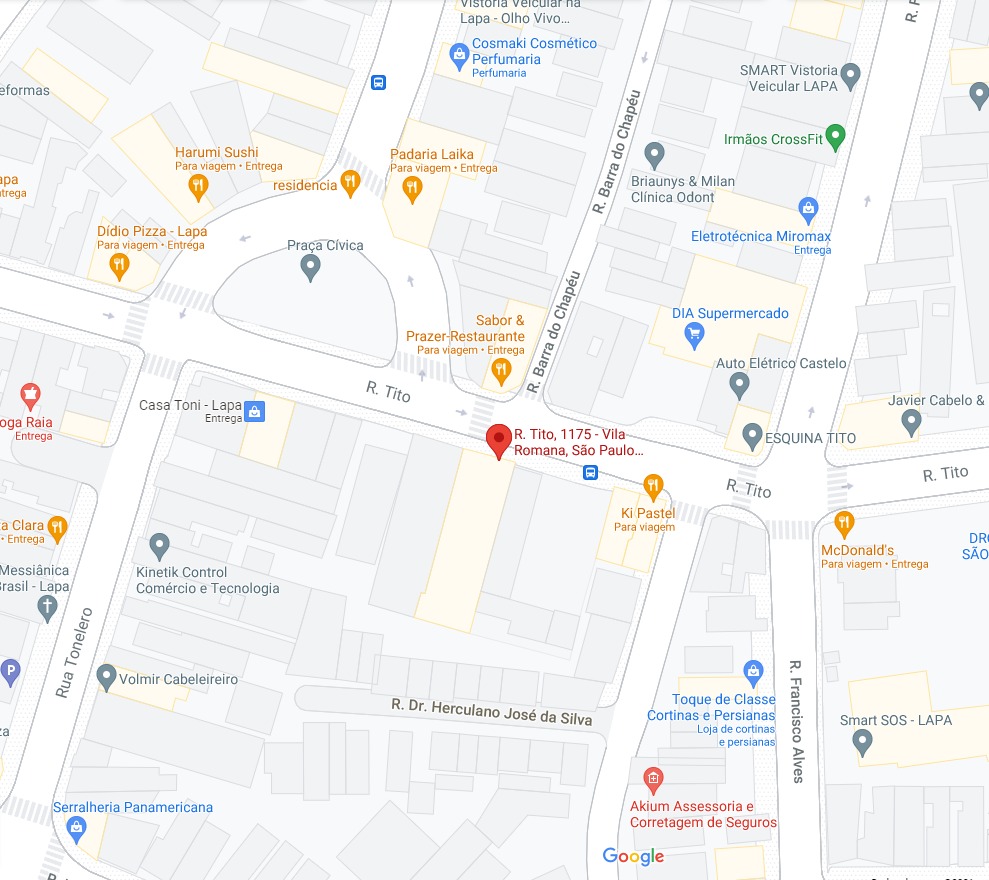 Vistoria Veicular na
Lapa - Olho Vivo...
Cosmaki Cosmético
Perfumaria
Perfumaria
R.
SMART Vistoria
Veicular LAPA
eformas
R. Barra do Chapéu
Irmãos CrossFit
Harumi Sushi
Para viagem • Entrega
Padaria Laika
Para viagem • Entrega
residencia
Briaunys & Milan
Clínica Odont
apa
ntrega
Eletrotécnica Miromax
Entrega
Dídio Pizza - Lapa
Para viagem • Entrega
Praça Cívica
DIA Supermercado
Sabor &
Prazer-Restaurante
Para viagem • Entrega
R. Barra do Chapéu
Auto Elétrico Castelo
R. Tito
Casa Toni - Lapa
Entrega
Javier Cabelo &
oga Raia
Entrega
R. Tito, 1175 - Vila
Romana, São Paulo...
ESQUINA TITO
R. Tito
R. Tito
Ki Pastel
Para viagem
a Clara
• Entrega
McDonald's
Para viagem • Entrega
DRO
SÃO
Messiânica
Brasil - Lapa
Kinetik Control
Comércio e Tecnologia
Rua Tonelero
P
Volmir Cabeleireiro
R. Dr. Herculano José da Silva
Toque de Classe
Cortinas e Persianas
Loja de cortinas
e persianas
R. Francisco Alves
Smart SOS - LAPA
za
Akium Assessoria e
Corretagem de Seguros
Serralheria Panamericana
Google